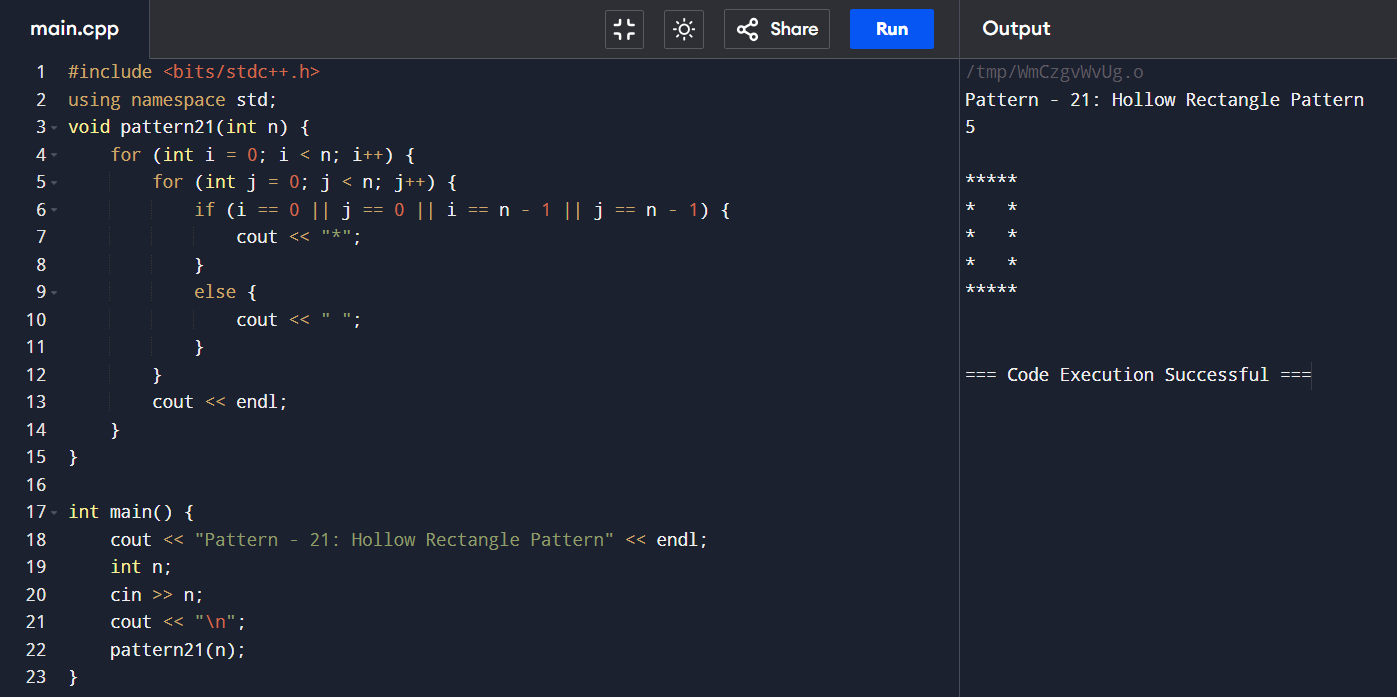 main.cpp
Share
Run
Output
1 #include <bits/stdc++.h>
2 using namespace std;
3 void pattern21(int n) {
4     for (int i = 0; i < n; i++) {
5         for (int j = 0; j < n; j++) {
6             if (i == 0 || j == 0 || i == n - 1 || j == n - 1) {
7                 cout << "*";
8             }
9             else {
10                 cout << " ";
11             }
12         }
13         cout << endl;
14     }
15 }
16
17 int main() {
18     cout << "Pattern - 21: Hollow Rectangle Pattern" << endl;
19     int n;
20     cin >> n;
21     cout << "\n";
22     pattern21(n);
23 }
/tmp/WmCzgvWvUg.o
Pattern - 21: Hollow Rectangle Pattern
5
*****
*   *
*   *
*   *
*****
=== Code Execution Successful ===